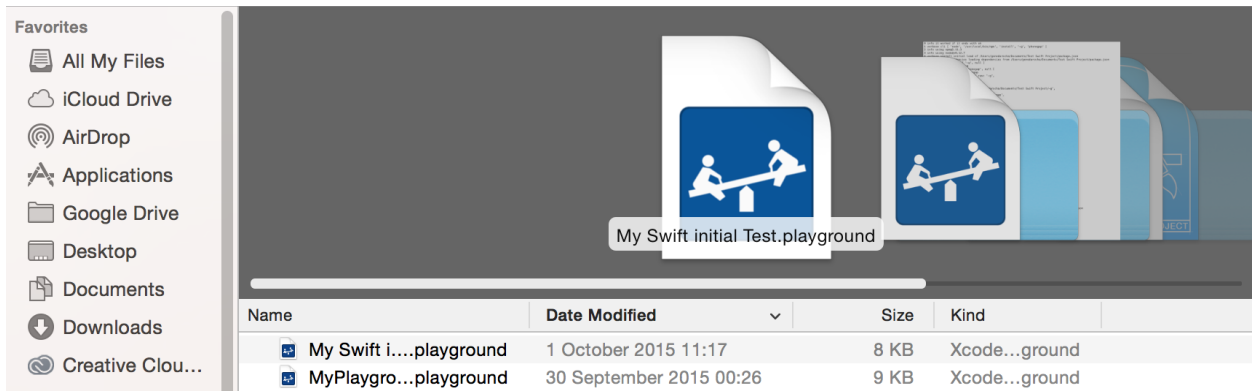 Favorites
All My Files
iCloud Drive
AirDrop
Applications
Google Drive
Desktop
Documents
Downloads
Creative Clou...
My Swift initial Test.playground
JECT
Name Date Modified Size Kind
My Swift i....playground 1 October 2015 11:17 8 KB Xcode...ground
MyPlaygro...playground 30 September 2015 00:26 9 KB Xcode...ground